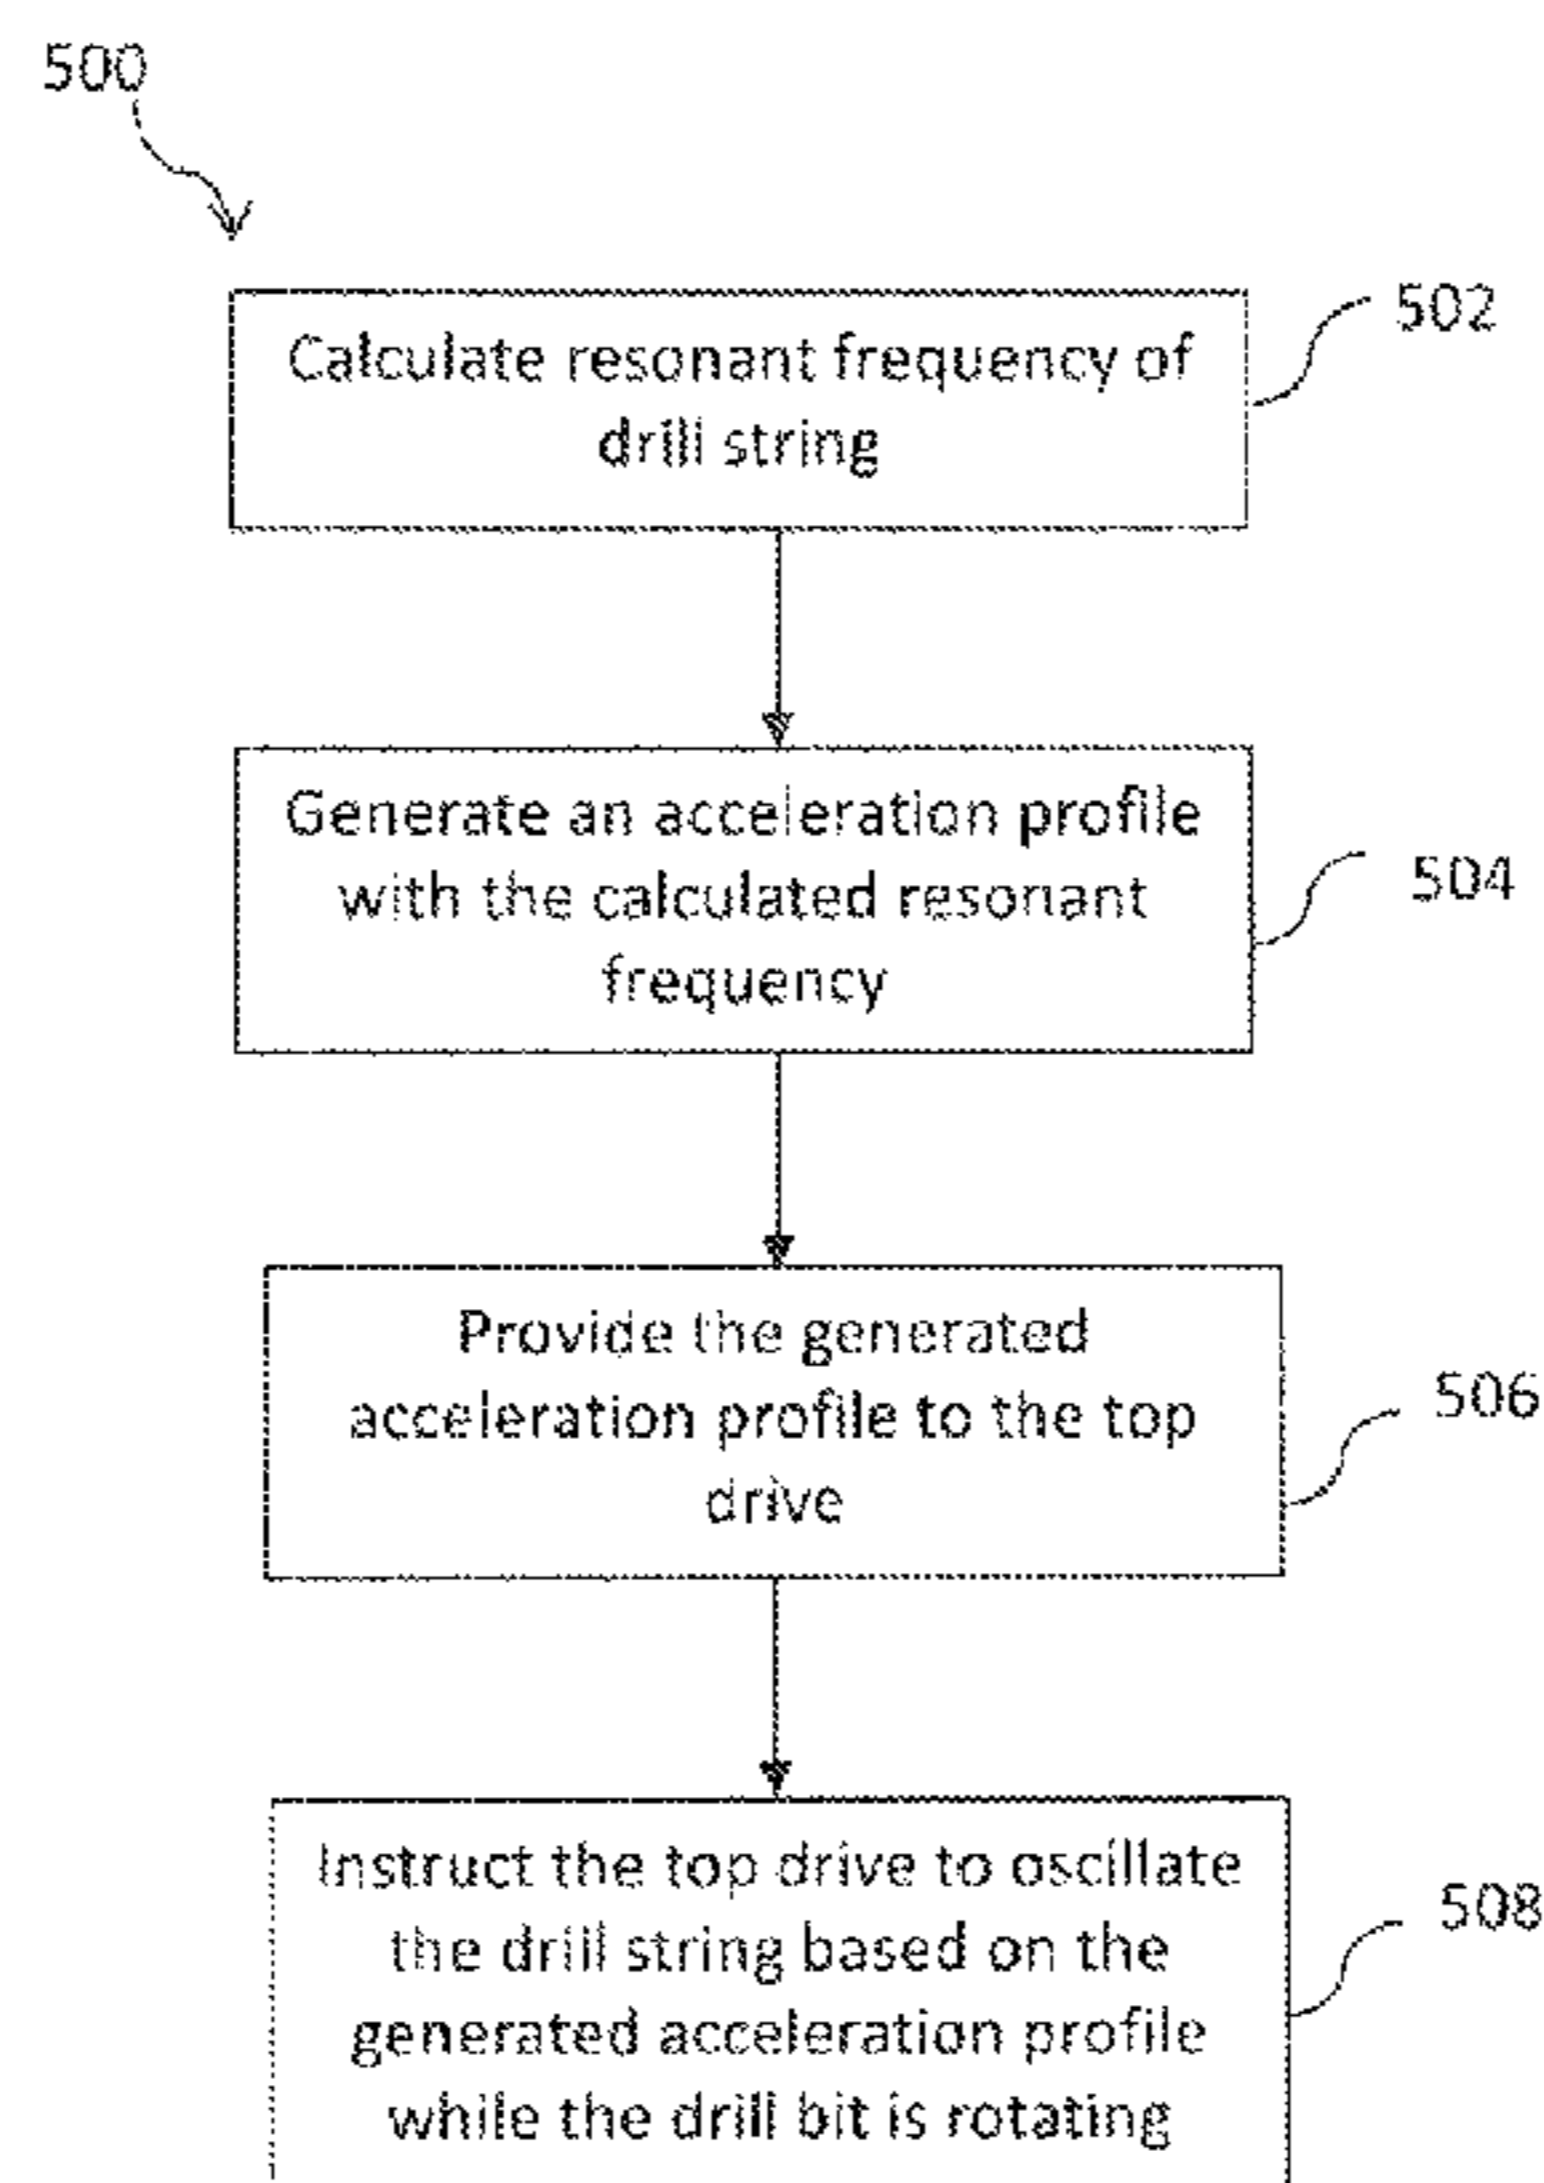 500
Calculate resonant frequency of
drill string
502
Generate an acceleration profile
with the calculated resonant
frequency
504
Provide the generated
acceleration profile to the top
drive
506
Instruct the top drive to oscillate
the drill string based on the
generated acceleration profile
while the drill bit is rotating
508